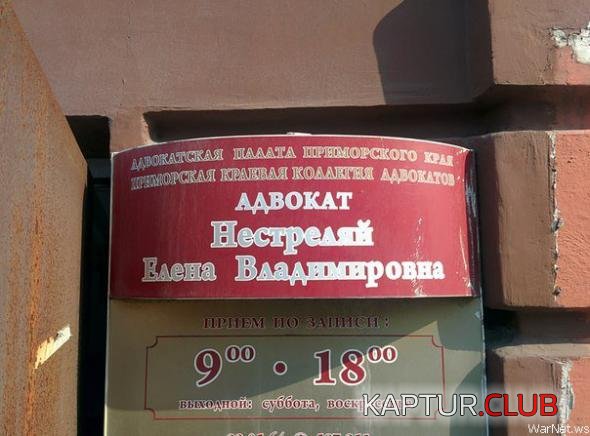 АДВОКАТСКАЯ ПАЛАТА ПРИМОРСКОГО КРАЯ
ПРИМОРСКАЯ КРАЕВАЯ КОЛЛЕГИЯ АДВОКАТОВ
АДВОКАТ
Нестреляй
Елена Владимировна
ПРИЕМ ПО ЗАПИСИ:
9⁰⁰ · 18⁰⁰
выходной: суббота,
KAPTUR.CLUB
WarNet.ws